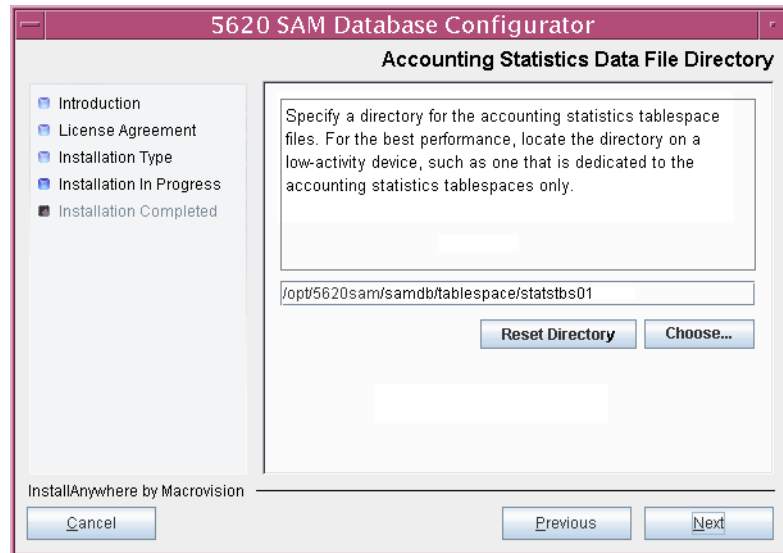 5620 SAM Database Configurator
Accounting Statistics Data File Directory
Introduction
License Agreement
Installation Type
Installation In Progress
Installation Completed
Specify a directory for the accounting statistics tablespace
files. For the best performance, locate the directory on a
low-activity device, such as one that is dedicated to the
accounting statistics tablespaces only.
/opt/5620sam/samdb/tablespace/statstbs01
Reset Directory
Choose...
InstallAnywhere by Macrovision
Cancel
Previous
Next